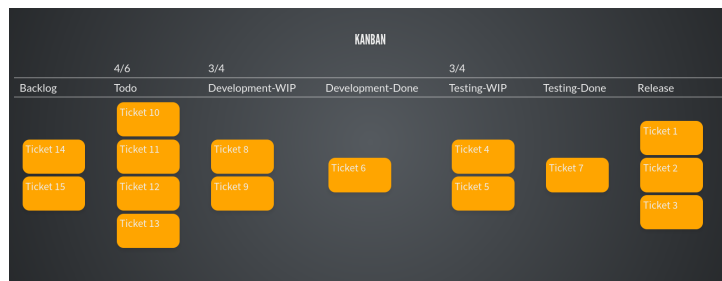 KANBAN
4/6 3/4 3/4
Backlog Todo Development-WIP Development-Done Testing-WIP Testing-Done Release
Ticket 14
Ticket 15
Ticket 10
Ticket 11
Ticket 12
Ticket 13
Ticket 8
Ticket 9
Ticket 6
Ticket 4
Ticket 5
Ticket 7
Ticket 1
Ticket 2
Ticket 3